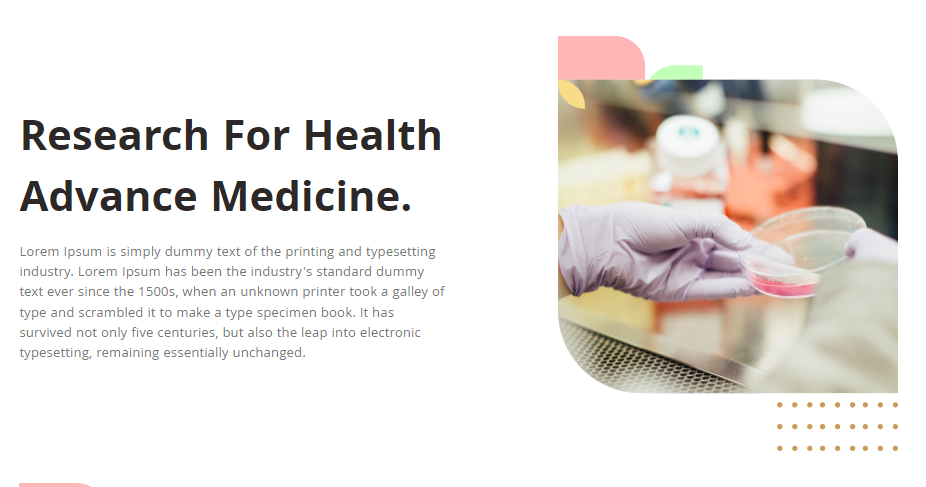 Research For Health
Advance Medicine.
Lorem Ipsum is simply dummy text of the printing and typesetting
industry. Lorem Ipsum has been the industry's standard dummy
text ever since the 1500s, when an unknown printer took a galley of
type and scrambled it to make a type specimen book. It has
survived not only five centuries, but also the leap into electronic
typesetting, remaining essentially unchanged.